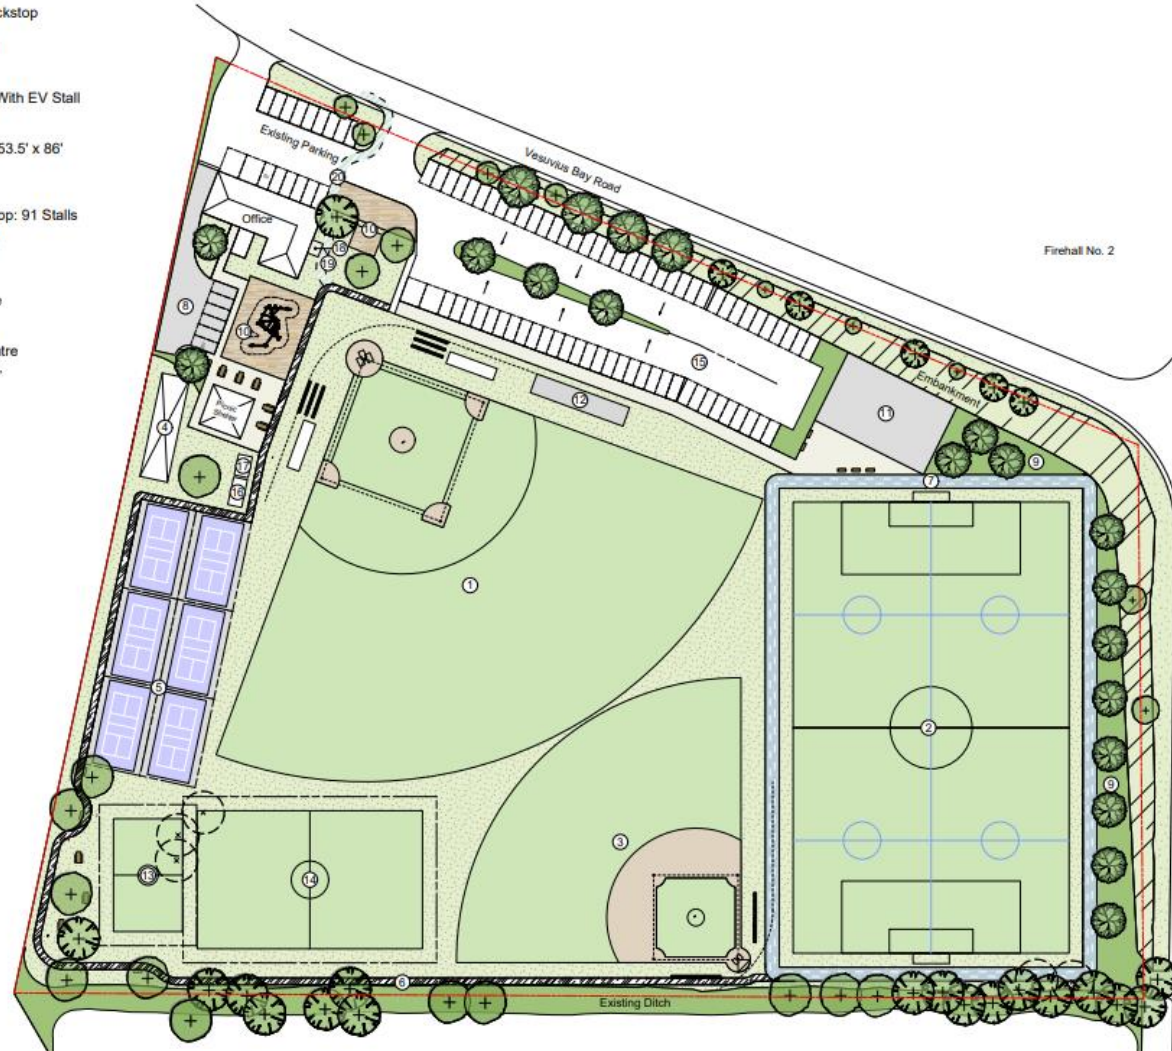 ckstop
With EV Stall
53.5' x 86'
op: 91 Stalls
e
tre
Existing Parking
Vesuvius Bay Road
20
Office
10
18
19
Firehall No. 2
8
10
15
Embankment
12
11
Picnic
Shelter
4
17
16
9
7
1
5
2
9
3
13
14
6
Existing Ditch